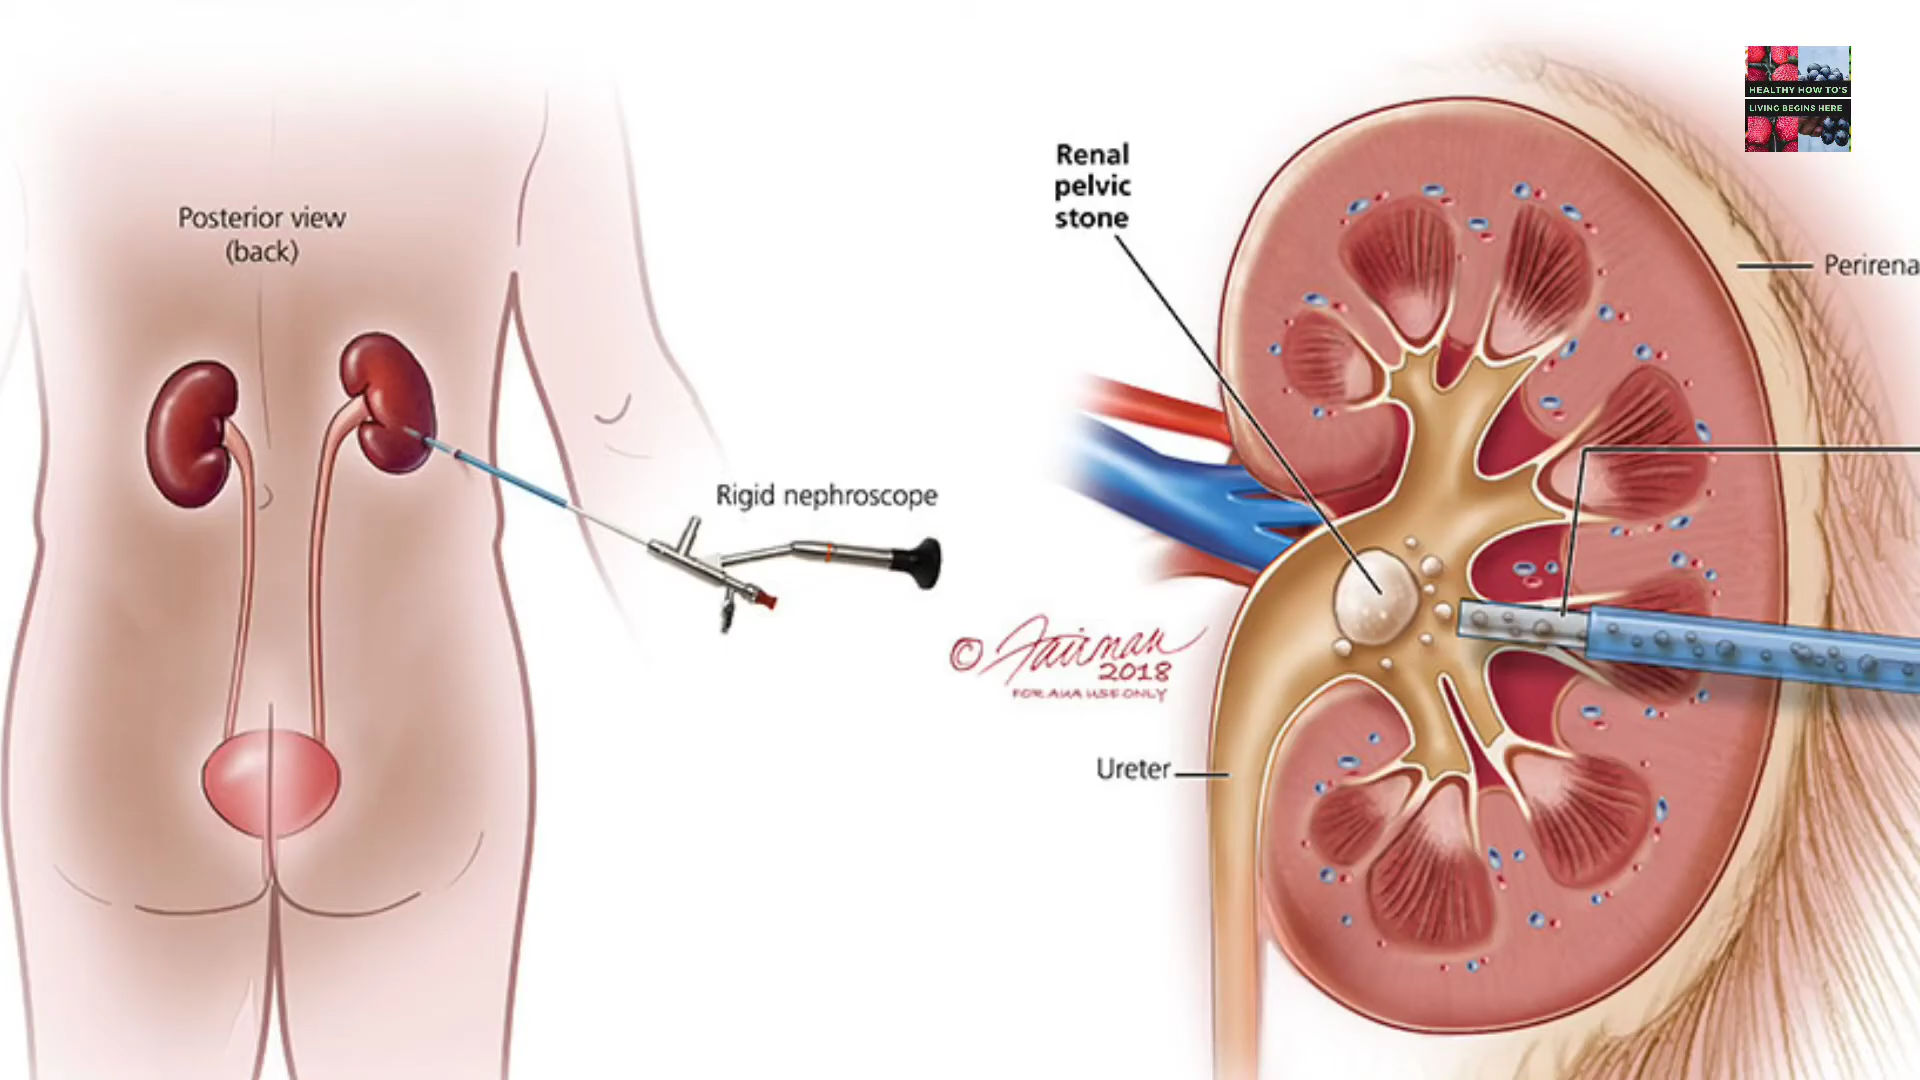 HEALTHY HOW TO'S
LIVING BEGINS HERE
Posterior view
(back)
Rigid nephroscope
Renal
pelvic
stone
Perirena
© Fairman
2018
FOR AUA USE ONLY
Ureter